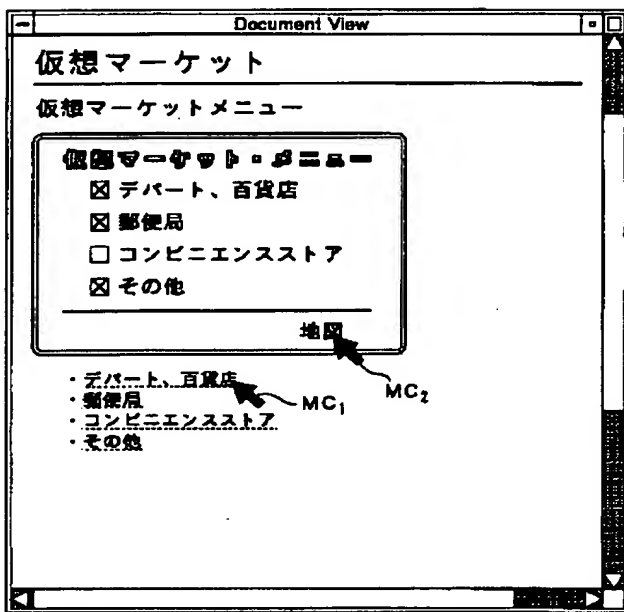 Document View
仮想マーケット
仮想マーケットメニュー
仮想マーケット・メニュー
デパート、百貨店
郵便局
コンビニエンスストア
その他
地図
・デパート、百貨店
・郵便局
・コンビニエンスストア
・その他
MC1
MC2